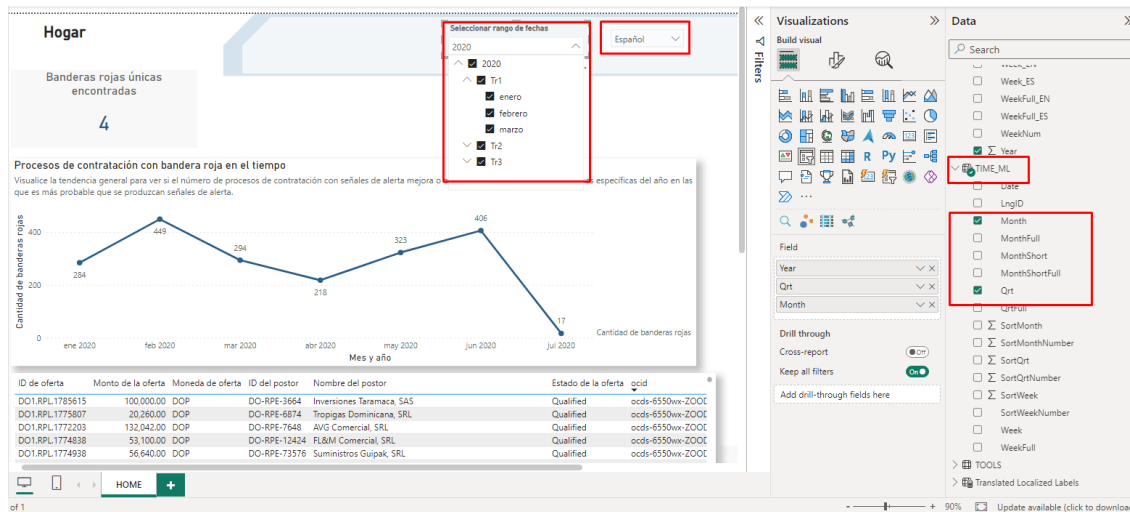 Hogar
Banderas rojas únicas
encontradas
4
Seleccionar rango de fechas
2020
2020
Tr1
enero
febrero
marzo
Tr2
Tr3
Español
Procesos de contratación con bandera roja en el tiempo
Visualice la tendencia general para ver si el número de procesos de contratación con señales de alerta mejora o
s específicas del año en las
que es más probable que se produzcan señales de alerta.
Cantidad de banderas rojas
400
200
0
284
449
294
218
323
406
17
Cantidad de banderas rojas
ene 2020
feb 2020
mar 2020
abr 2020
may 2020
jun 2020
jul 2020
Mes y año
ID de oferta Monto de la oferta Moneda de oferta ID del postor Nombre del postor Estado de la oferta ocid
DO1.RPL.1785615 100,000.00 DOP DO-RPE-3664 Inversiones Taramaca, SAS Qualified ocds-6550wx-ZOOD
DO1.RPL.1775807 20,260.00 DOP DO-RPE-6874 Tropigas Dominicana, SRL Qualified ocds-6550wx-ZOOD
DO1.RPL.1772203 132,042.00 DOP DO-RPE-7648 AVG Comercial, SRL Qualified ocds-6550wx-ZOOD
DO1.RPL.1774838 53,100.00 DOP DO-RPE-12424 FL&M Comercial, SRL Qualified ocds-6550wx-ZOOD
DO1.RPL.1774938 56,640.00 DOP DO-RPE-73576 Suministros Guipak, SRL Qualified ocds-6550wx-ZOOD
HOME
of 1
Filters
Visualizations
Build visual
R Py
123
Field
Year
Qrt
Month
Drill through
Cross-report
Off
Keep all filters
On
Add drill-through fields here
Data
Search
Week_EN
Week_ES
WeekFull_EN
WeekFull_ES
WeekNum
Σ Year
TIME_ML
Date
LngID
Month
MonthFull
MonthShort
MonthShortFull
Qrt
QrtFull
Σ SortMonth
Σ SortMonthNumber
Σ SortQrt
Σ SortQrtNumber
Σ SortWeek
SortWeekNumber
Week
WeekFull
TOOLS
Translated Localized Labels
- + 90% Update available (click to download